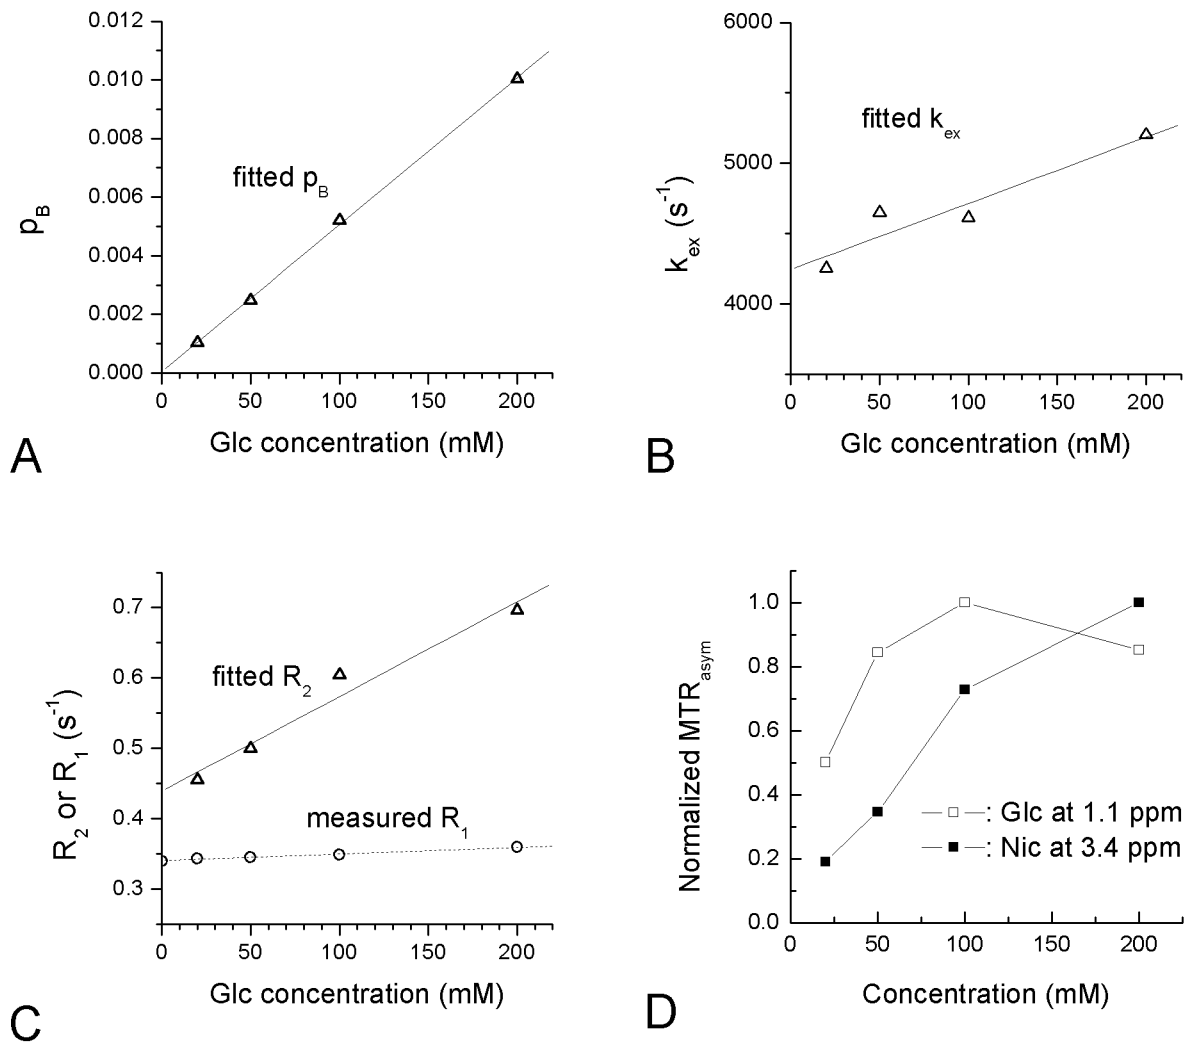 0.012
0.010
0.008
0.006
0.004
0.002
0.000
p_B
fitted p_B
0 50 100 150 200
Glc concentration (mM)
A
6000
5000
4000
k_ex (s^-1)
fitted k_ex
0 50 100 150 200
Glc concentration (mM)
B
0.7
0.6
0.5
0.4
0.3
R_2 or R_1 (s^-1)
fitted R_2
measured R_1
0 50 100 150 200
Glc concentration (mM)
C
1.0
0.8
0.6
0.4
0.2
0.0
Normalized MTR_asym
: Glc at 1.1 ppm
: Nic at 3.4 ppm
0 50 100 150 200
Concentration (mM)
D